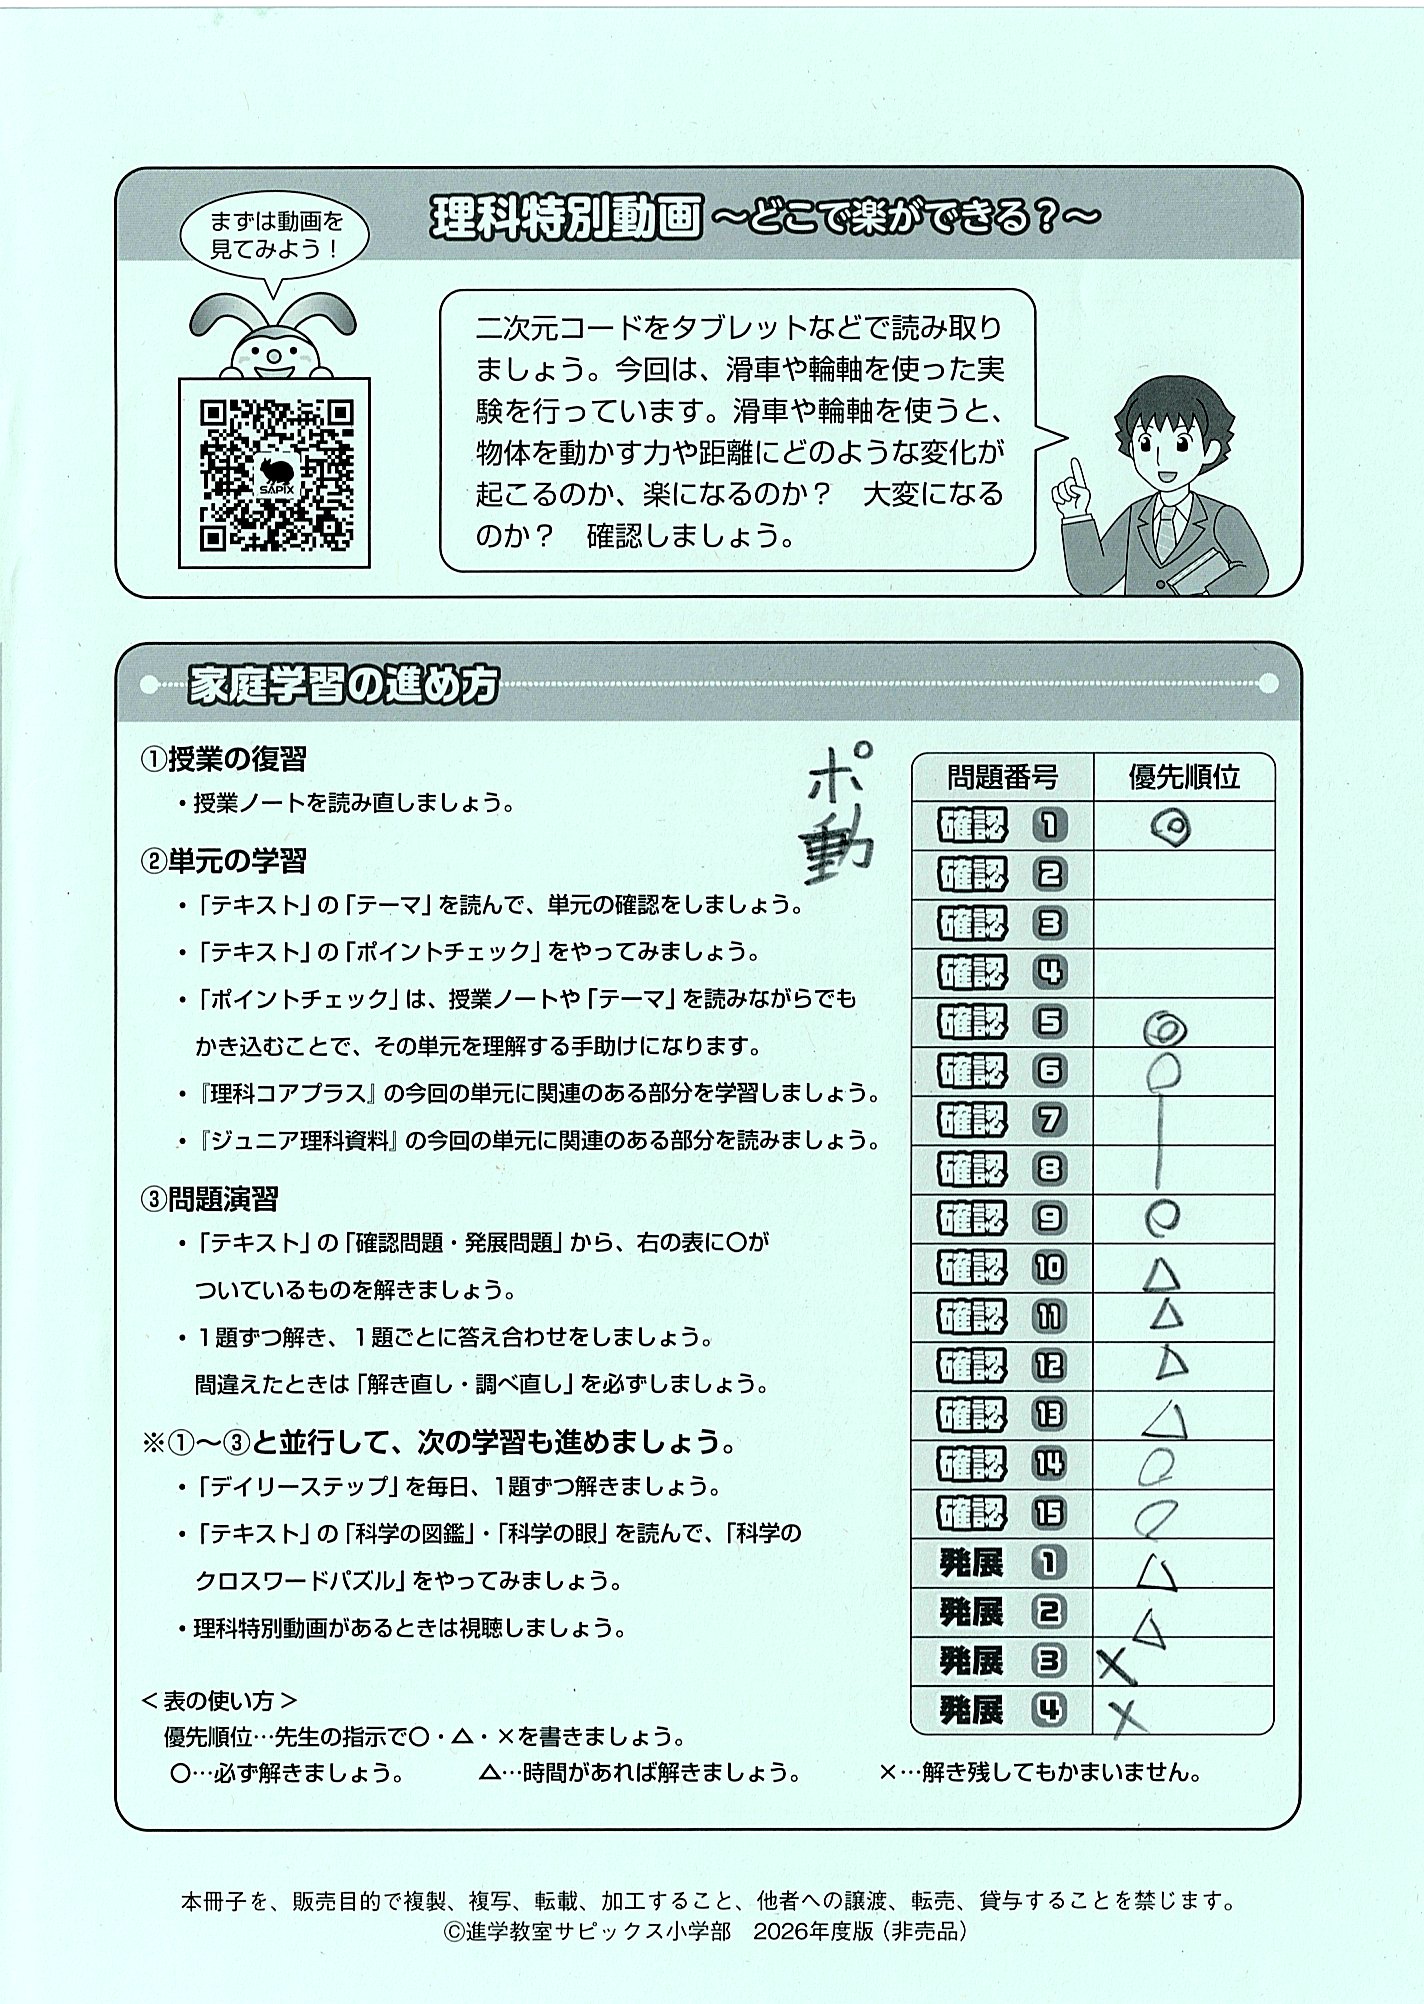 まずは動画を
見てみよう！
理科特別動画 ～どこで楽ができる？～
SAPIX
二次元コードをタブレットなどで読み取り
ましょう。今回は、滑車や輪軸を使った実
験を行っています。滑車や輪軸を使うと、
物体を動かす力や距離にどのような変化が
起こるのか、楽になるのか？　大変になる
のか？　確認しましょう。
家庭学習の進め方
①授業の復習
・授業ノートを読み直しましょう。
②単元の学習
・「テキスト」の「テーマ」を読んで、単元の確認をしましょう。
・「テキスト」の「ポイントチェック」をやってみましょう。
・「ポイントチェック」は、授業ノートや「テーマ」を読みながらでも
かき込むことで、その単元を理解する手助けになります。
・『理科コアプラス』の今回の単元に関連のある部分を学習しましょう。
・『ジュニア理科資料』の今回の単元に関連のある部分を読みましょう。
③問題演習
・「テキスト」の「確認問題・発展問題」から、右の表に〇が
ついているものを解きましょう。
・１題ずつ解き、１題ごとに答え合わせをしましょう。
間違えたときは「解き直し・調べ直し」を必ずしましょう。
※①～③と並行して、次の学習も進めましょう。
・「デイリーステップ」を毎日、1題ずつ解きましょう。
・「テキスト」の「科学の図鑑」・「科学の眼」を読んで、「科学の
クロスワードパズル」をやってみましょう。
・理科特別動画があるときは視聴しましょう。
＜表の使い方＞
優先順位…先生の指示で〇・△・×を書きましょう。
〇…必ず解きましょう。　△…時間があれば解きましょう。　×…解き残してもかまいません。
ポ
動
問題番号 優先順位
確認 1 ◎
確認 2
確認 3
確認 4
確認 5 ◎
確認 6 〇
確認 7
確認 8
確認 9 〇
確認 10 △
確認 11 △
確認 12 △
確認 13 △
確認 14 〇
確認 15 〇
発展 1 △
発展 2 △
発展 3 ×
発展 4 ×
本冊子を、販売目的で複製、複写、転載、加工すること、他者への譲渡、転売、貸与することを禁じます。
©進学教室サピックス小学部　2026年度版（非売品）